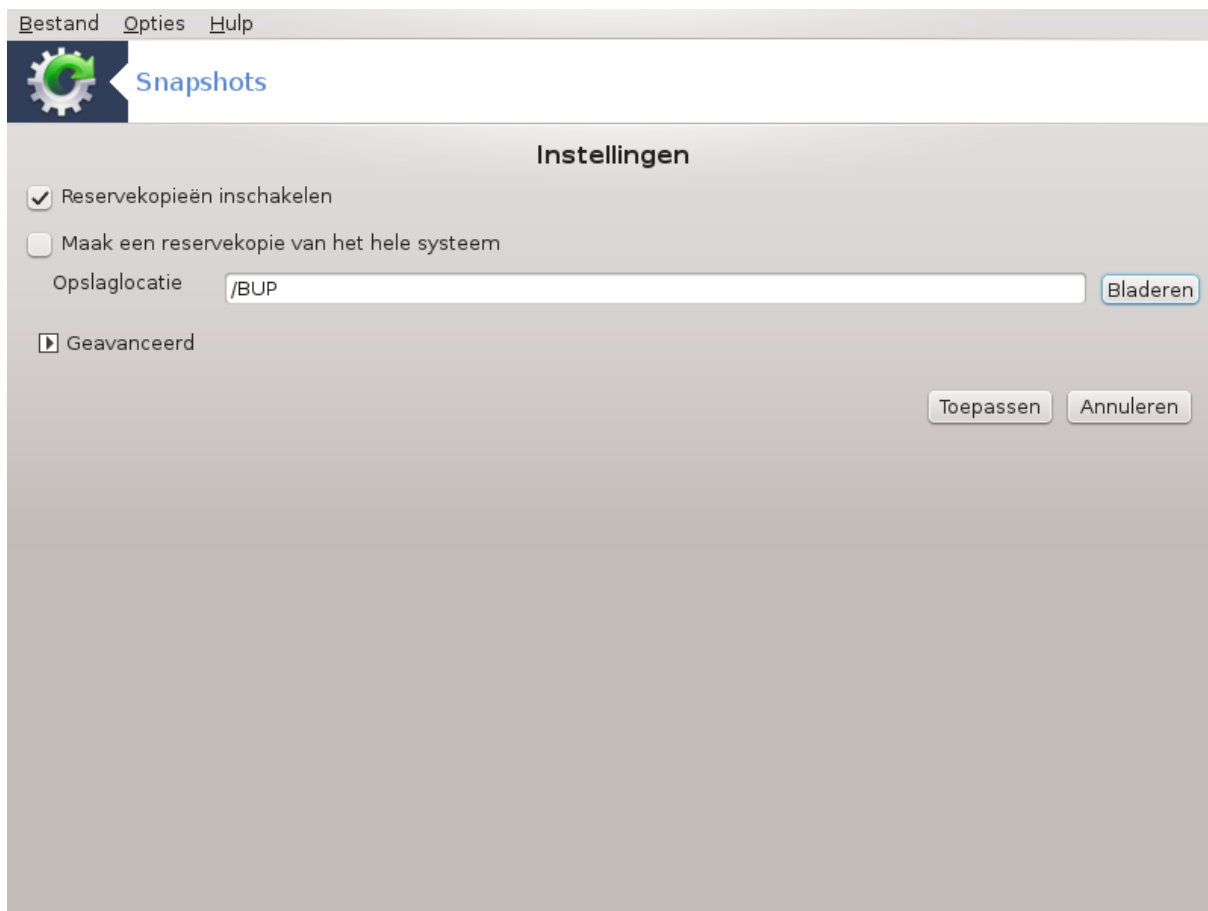 Bestand Opties Hulp
Snapshots
Instellingen
Reservekopieën inschakelen
Maak een reservekopie van het hele systeem
Opslaglocatie /BUP Bladeren
Geavanceerd
Toepassen Annuleren